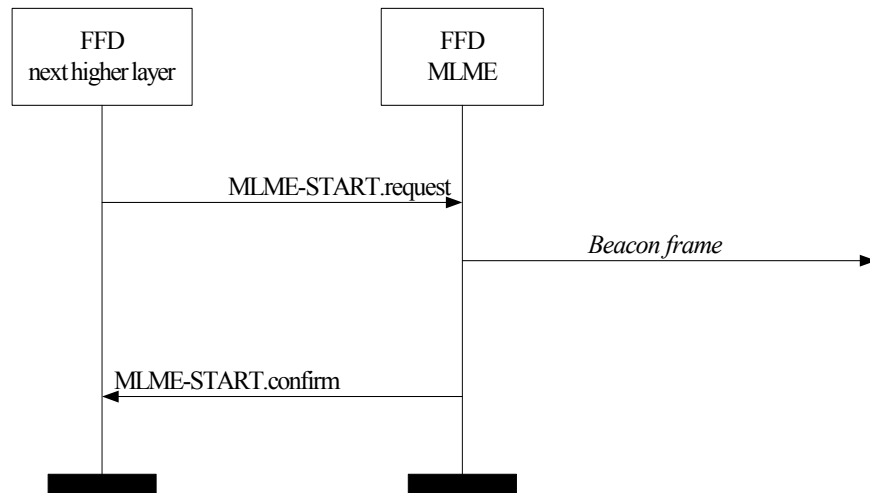 FFD
next higher layer
FFD
MLME
MLME-START.request
Beacon frame
MLME-START.confirm